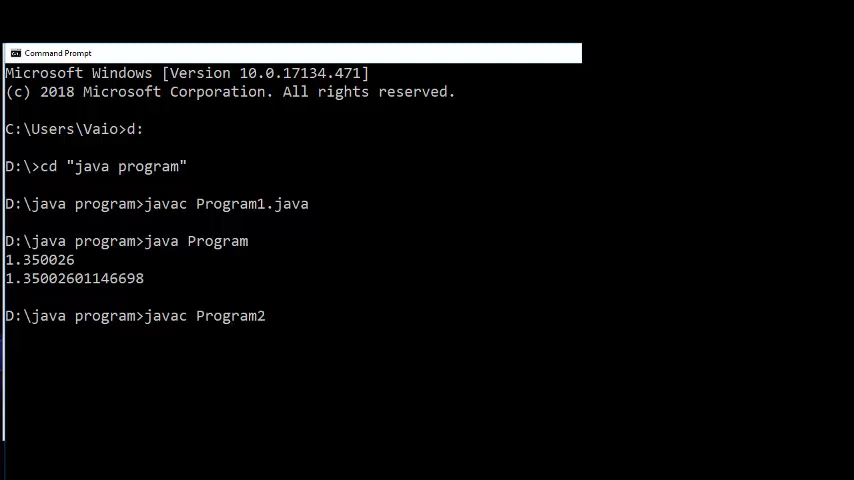 Command Prompt
Microsoft Windows [Version 10.0.17134.471]
(c) 2018 Microsoft Corporation. All rights reserved.
C:\Users\Vaio>d:
D:\>cd "java program"
D:\java program>javac Program1.java
D:\java program>java Program
1.350026
1.35002601146698
D:\java program>javac Program2